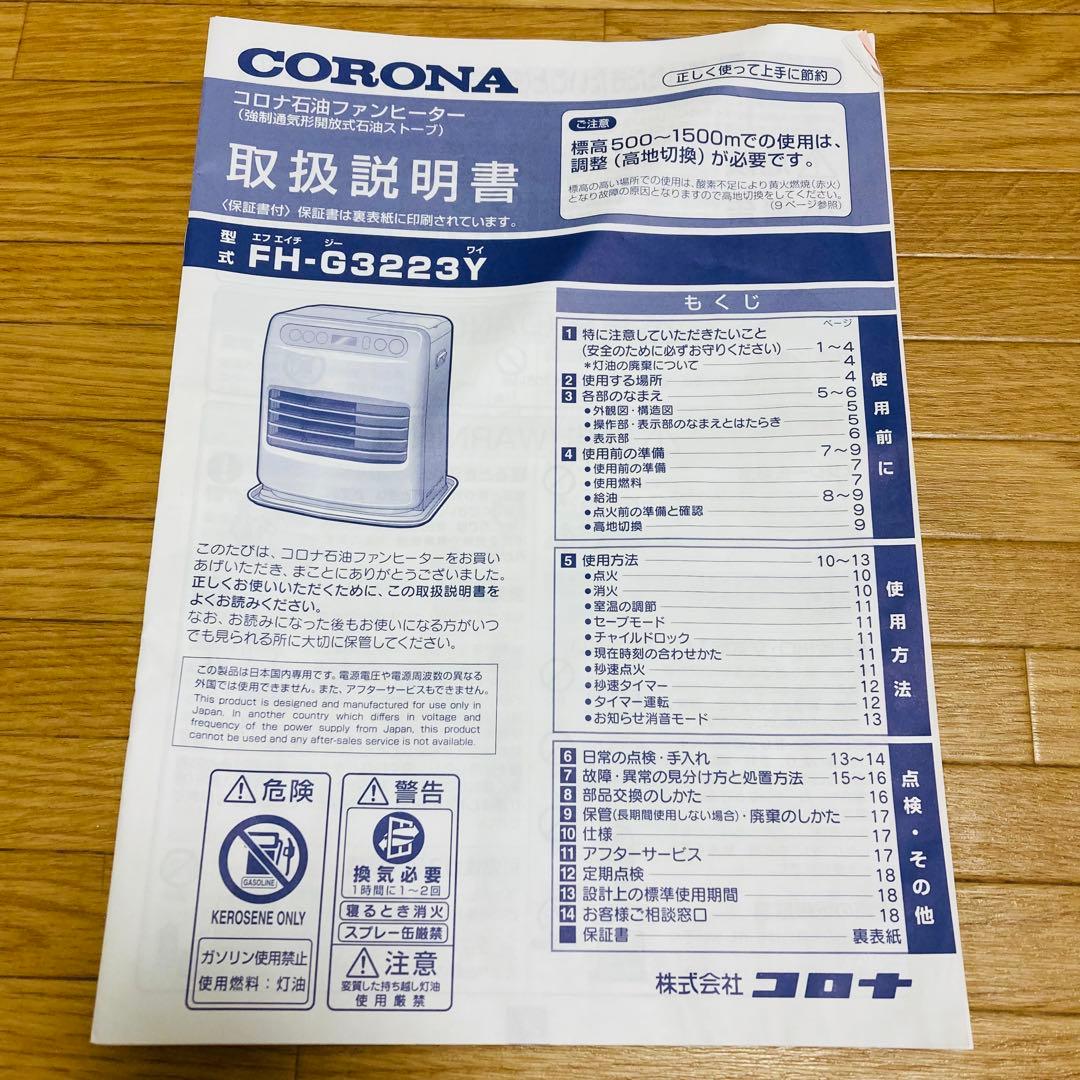 CORONA
正しく使って上手に節約
コロナ石油ファンヒーター
(強制通気形開放式石油ストーブ)
取扱説明書
〈保証書付〉保証書は裏表紙に印刷されています。
ご注意
標高500〜1500mでの使用は、
調整(高地切換)が必要です。
標高の高い場所での使用は、酸素不足により黄火燃焼(赤火)
となり故障の原因となりますので高地切換をしてください。
(9ページ参照)
型式 エフエイチ ジー ワイ
FH-G3223Y
このたびは、コロナ石油ファンヒーターをお買い
あげいただき、まことにありがとうございました。
正しくお使いいただくために、この取扱説明書を
よくお読みください。
なお、お読みになった後もお使いになる方がいつ
でも見られる所に大切に保管してください。
この製品は日本国内専用です。電源電圧や電源周波数の異なる
外国では使用できません。また、アフターサービスもできません。
This product is designed and manufactured for use only in
Japan. In another country which differs in voltage and
frequency of the power supply from Japan, this product
cannot be used and any after-sales service is not available.
危険
GASOLINE
KEROSENE ONLY
ガソリン使用禁止
使用燃料:灯油
警告
換気必要
1時間に1〜2回
寝るとき消火
スプレー缶厳禁
注意
変質した持ち越し灯油
使用厳禁
もくじ
ページ
1 特に注意していただきたいこと
(安全のために必ずお守りください) 1〜4
*灯油の廃棄について 4
2 使用する場所 4
3 各部のなまえ 5〜6
●外観図・構造図 5
●操作部・表示部のなまえとはたらき 5
●表示部 6
4 使用前の準備 7〜9
●使用前の準備 7
●使用燃料 7
●給油 8〜9
●点火前の準備と確認 9
●高地切換 9
使用前に
5 使用方法 10〜13
●点火 10
●消火 10
●室温の調節 11
●セーブモード 11
●チャイルドロック 11
●現在時刻の合わせかた 11
●秒速点火 11
●秒速タイマー 12
●タイマー運転 12
●お知らせ消音モード 13
使用方法
6 日常の点検・手入れ 13〜14
7 故障・異常の見分け方と処置方法 15〜16
8 部品交換のしかた 16
9 保管(長期間使用しない場合)・廃棄のしかた 17
10 仕様 17
11 アフターサービス 17
12 定期点検 18
13 設計上の標準使用期間 18
14 お客様ご相談窓口 18
保証書 裏表紙
点検・その他
株式会社 コロナ